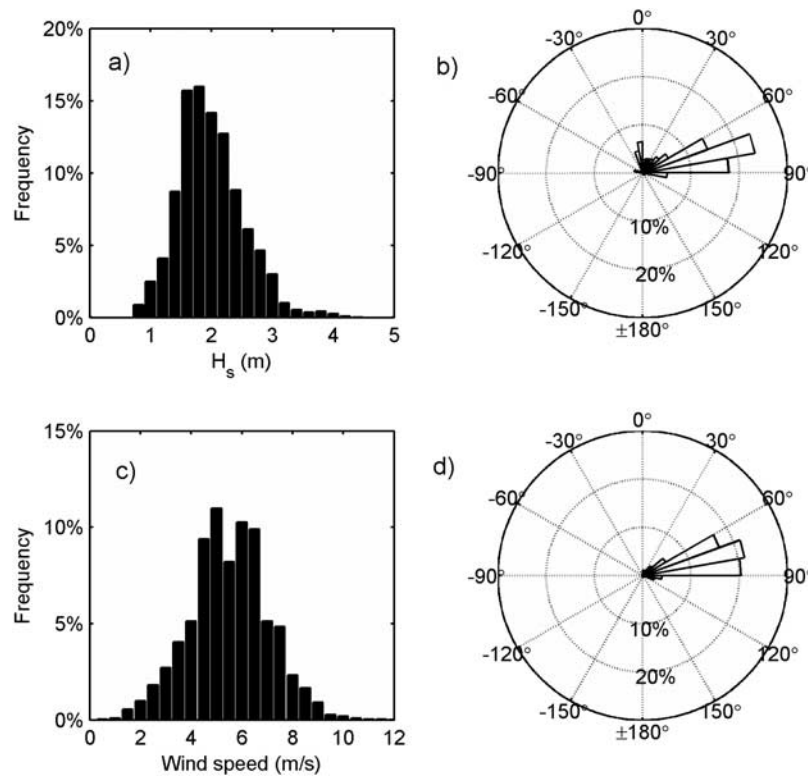 a)
20%
15%
10%
5%
0%
Frequency
0 1 2 3 4 5
H_s (m)
b)
0°
-30° 30°
-60° 60°
-90° 90°
10%
-120° 120°
20%
-150° 150°
±180°
c)
15%
10%
5%
0%
Frequency
0 2 4 6 8 10 12
Wind speed (m/s)
d)
0°
-30° 30°
-60° 60°
-90° 90°
10%
-120° 120°
20%
-150° 150°
±180°